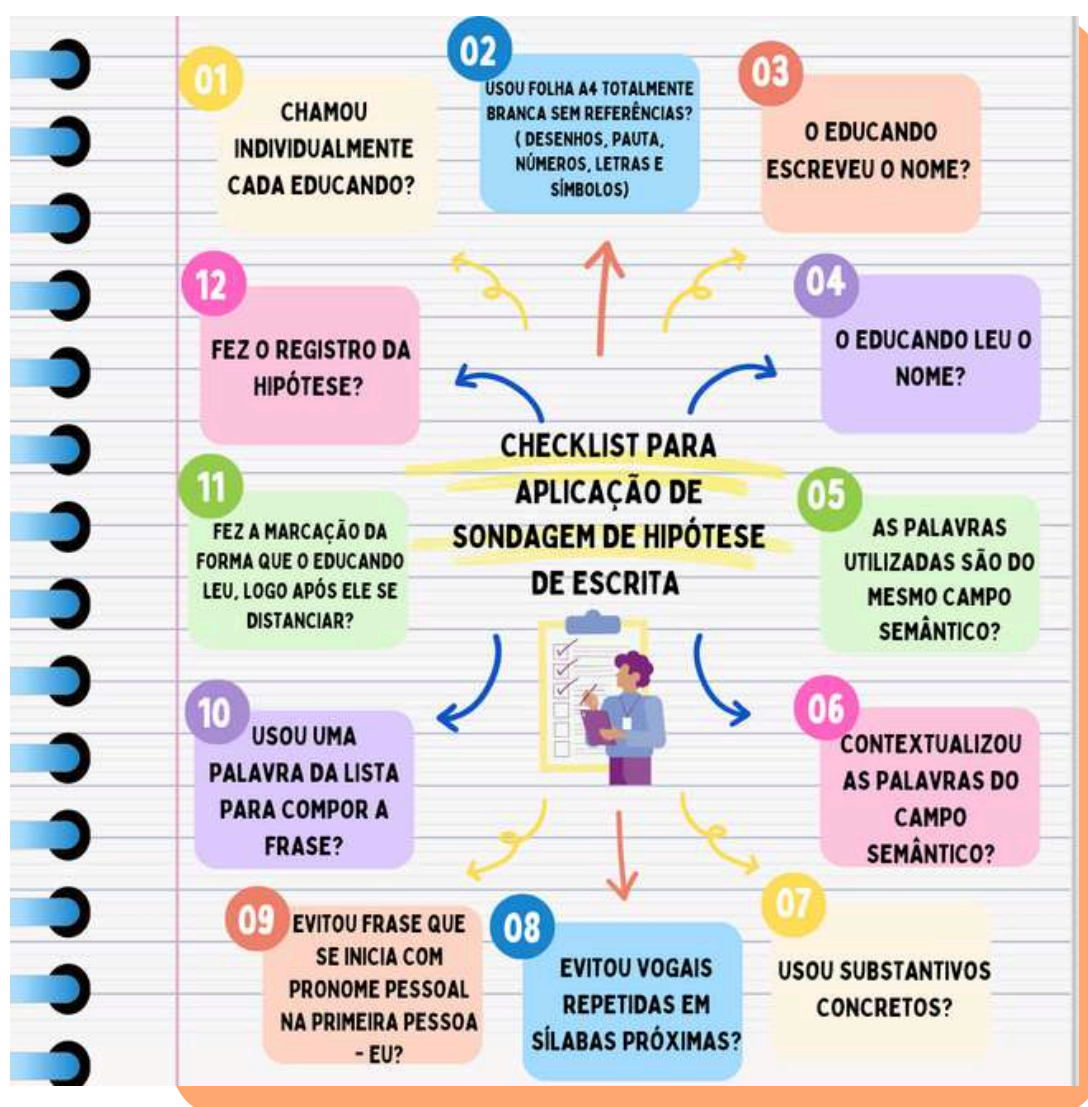 01
CHAMOU
INDIVIDUALMENTE
CADA EDUCANDO?
02
USOU FOLHA A4 TOTALMENTE
BRANCA SEM REFERÊNCIAS?
( DESENHOS, PAUTA,
NÚMEROS, LETRAS E
SÍMBOLOS)
03
O EDUCANDO
ESCREVEU O NOME?
12
FEZ O REGISTRO DA
HIPÓTESE?
04
O EDUCANDO LEU O
NOME?
CHECKLIST PARA
APLICAÇÃO DE
SONDAGEM DE HIPÓTESE
DE ESCRITA
11
FEZ A MARCAÇÃO DA
FORMA QUE O EDUCANDO
LEU, LOGO APÓS ELE SE
DISTANCIAR?
05
AS PALAVRAS
UTILIZADAS SÃO DO
MESMO CAMPO
SEMÂNTICO?
10
USOU UMA
PALAVRA DA LISTA
PARA COMPOR A
FRASE?
06
CONTEXTUALIZOU
AS PALAVRAS DO
CAMPO
SEMÂNTICO?
09
EVITOU FRASE QUE
SE INICIA COM
PRONOME PESSOAL
NA PRIMEIRA PESSOA
- EU?
08
EVITOU VOGAIS
REPETIDAS EM
SÍLABAS PRÓXIMAS?
07
USOU SUBSTANTIVOS
CONCRETOS?